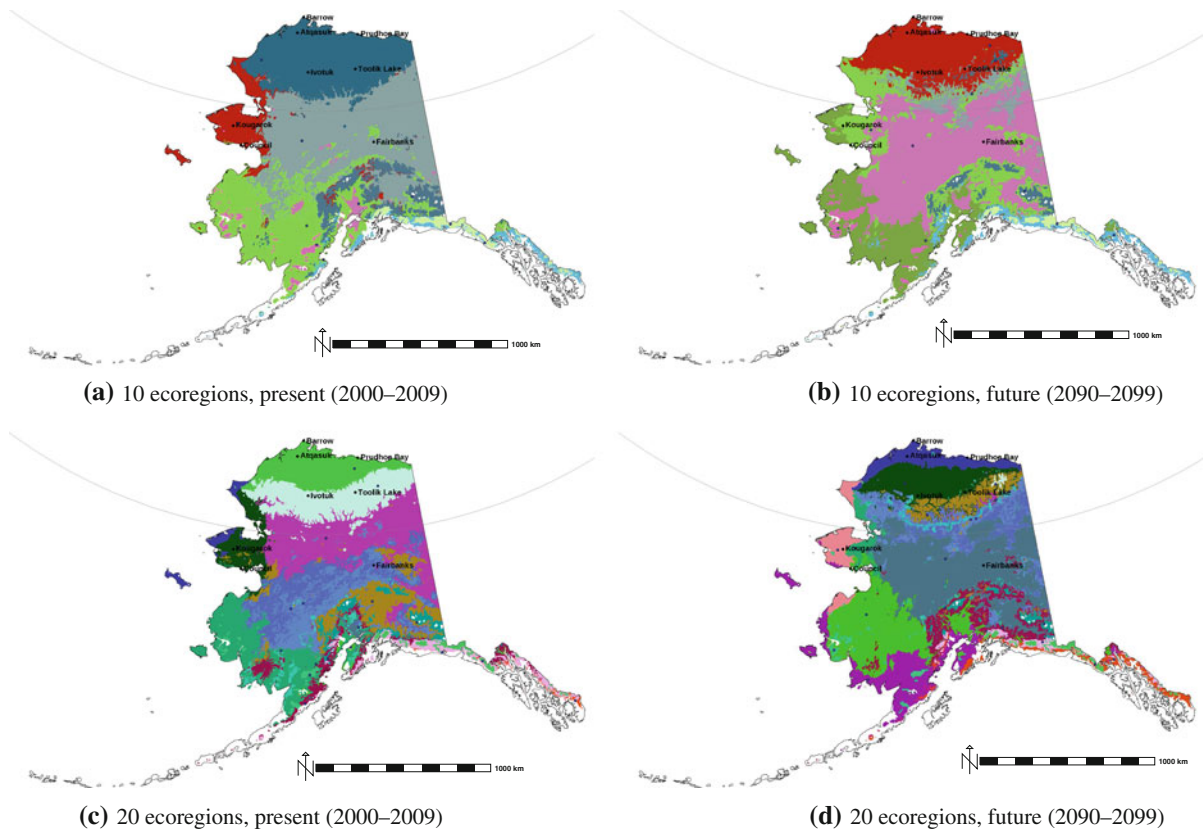 Barrow
Atqasuk
Prudhoe Bay
Ivotuk
Toolik Lake
Kougarok
Council
Fairbanks
N
1000 km
(a) 10 ecoregions, present (2000–2009)
Barrow
Atqasuk
Prudhoe Bay
Ivotuk
Toolik Lake
Kougarok
Council
Fairbanks
N
1000 km
(b) 10 ecoregions, future (2090–2099)
Barrow
Atqasuk
Prudhoe Bay
Ivotuk
Toolik Lake
Kougarok
Council
Fairbanks
N
1000 km
(c) 20 ecoregions, present (2000–2009)
Barrow
Atqasuk
Prudhoe Bay
Ivotuk
Toolik Lake
Kougarok
Council
Fairbanks
N
1000 km
(d) 20 ecoregions, future (2090–2099)